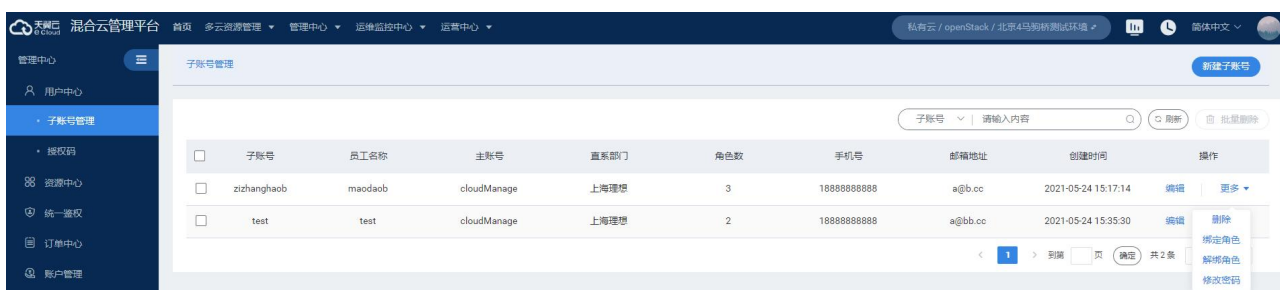 天翼云 e Cloud 混合云管理平台 首页 多云资源管理 管理中心 运维监控中心 运营中心 私有云 / openStack / 北京4马驹桥测试环境 简体中文
管理中心 子账号管理 新建子账号
用户中心
子账号管理 子账号 请输入内容 刷新 批量删除
授权码 子账号 员工名称 主账号 直系部门 角色数 手机号 邮箱地址 创建时间 操作
资源中心 zizhanghaob maodaob cloudManage 上海理想 3 18888888888 a@b.cc 2021-05-24 15:17:14 编辑 更多
统一鉴权 test test cloudManage 上海理想 2 18888888888 a@bb.cc 2021-05-24 15:35:30 编辑 删除
订单中心 绑定角色
< 1 > 到第 页 确定 共2条 解绑角色
账户管理 修改密码